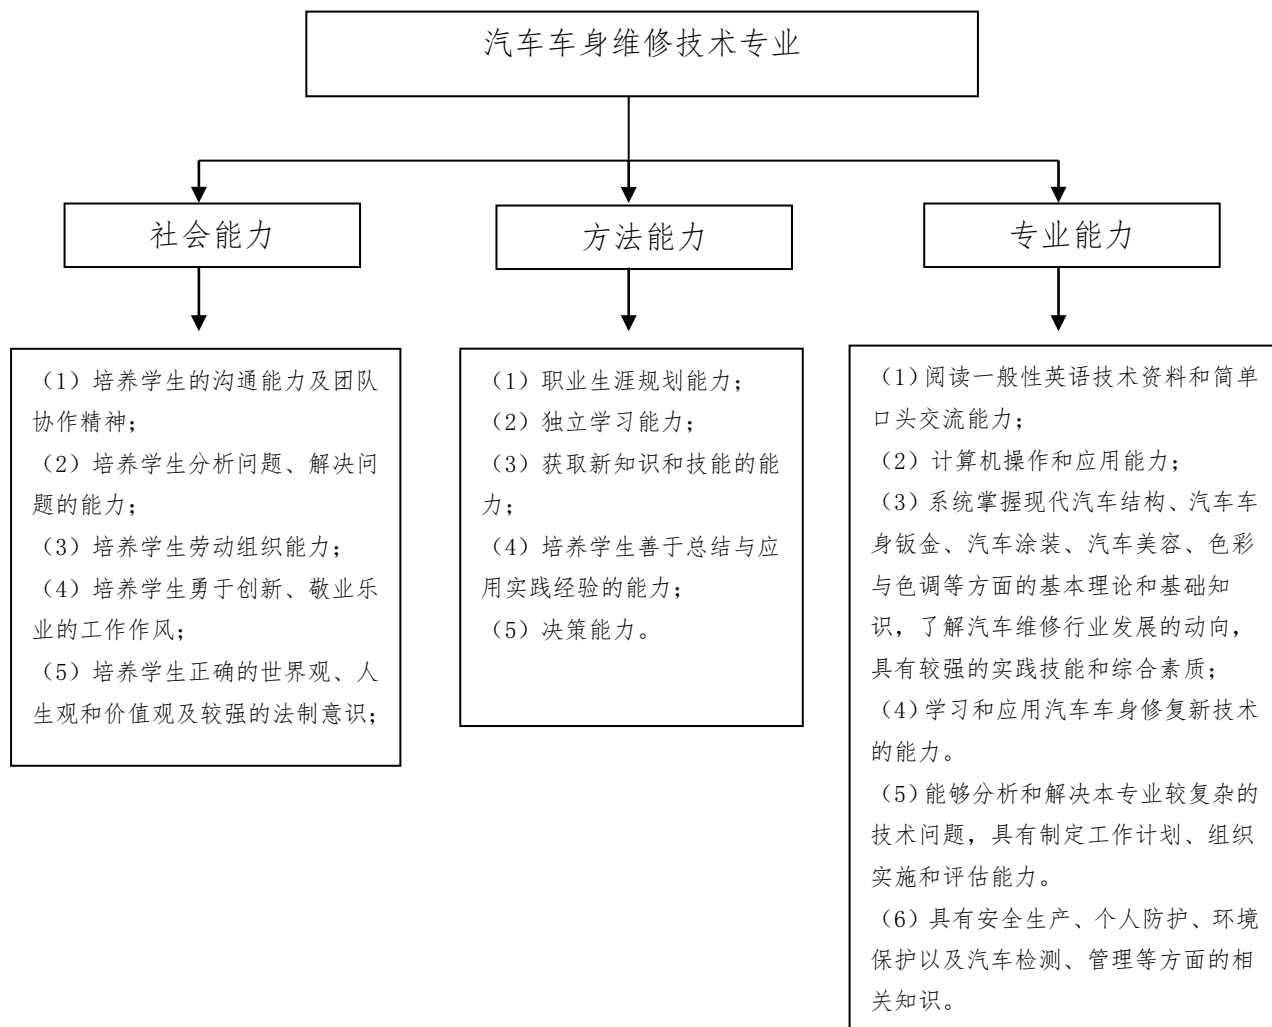 汽车车身维修技术专业
社会能力
方法能力
专业能力
（1）培养学生的沟通能力及团队
协作精神；
（2）培养学生分析问题、解决问
题的能力；
（3）培养学生劳动组织能力；
（4）培养学生勇于创新、敬业乐
业的工作作风；
（5）培养学生正确的世界观、人
生观和价值观及较强的法制意识；
（1）职业生涯规划能力；
（2）独立学习能力；
（3）获取新知识和技能的能
力；
（4）培养学生善于总结与应
用实践经验的能力；
（5）决策能力。
（1）阅读一般性英语技术资料和简单
口头交流能力；
（2）计算机操作和应用能力；
（3）系统掌握现代汽车结构、汽车车
身钣金、汽车涂装、汽车美容、色彩
与色调等方面的基本理论和基础知
识，了解汽车维修行业发展的动向，
具有较强的实践技能和综合素质；
（4）学习和应用汽车车身修复新技术
的能力。
（5）能够分析和解决本专业较复杂的
技术问题，具有制定工作计划、组织
实施和评估能力。
（6）具有安全生产、个人防护、环境
保护以及汽车检测、管理等方面的相
关知识。